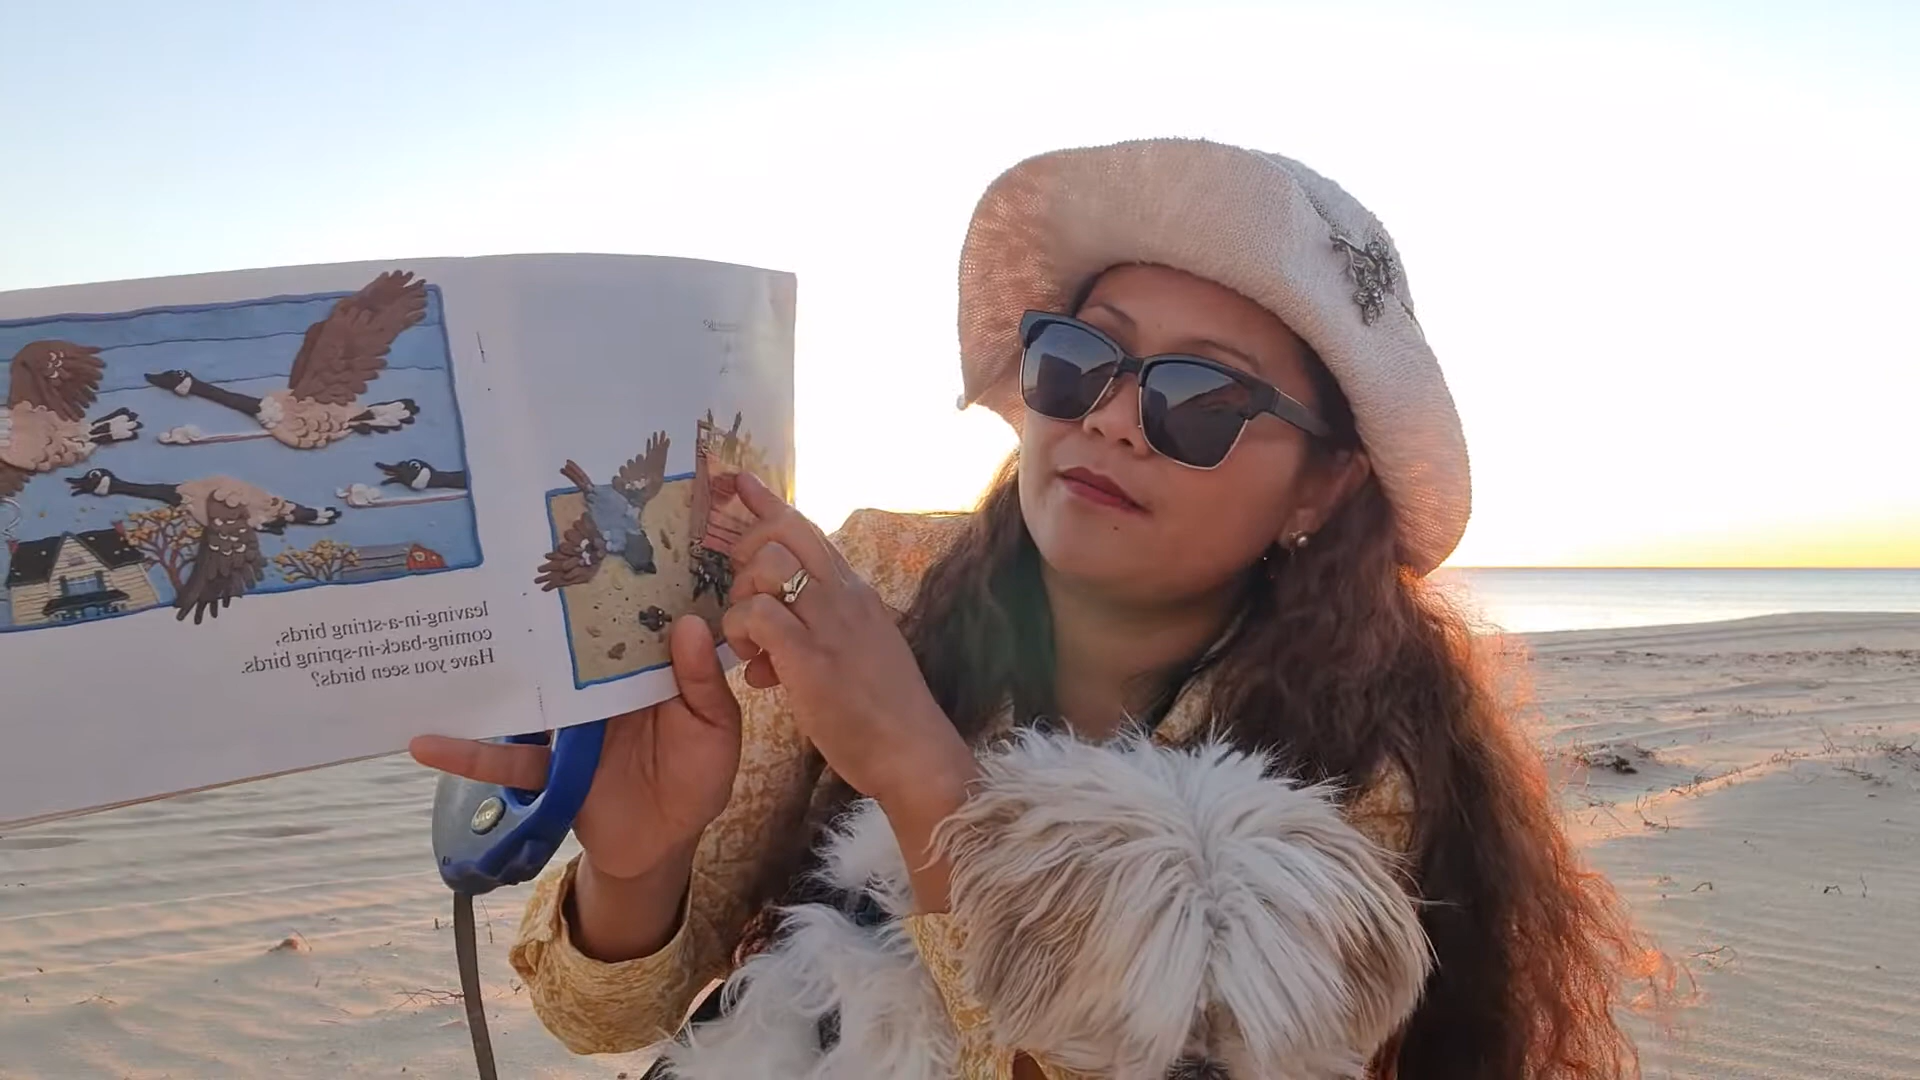 leaving-in-a-string birds,
coming-back-in-spring birds.
Have you seen birds?